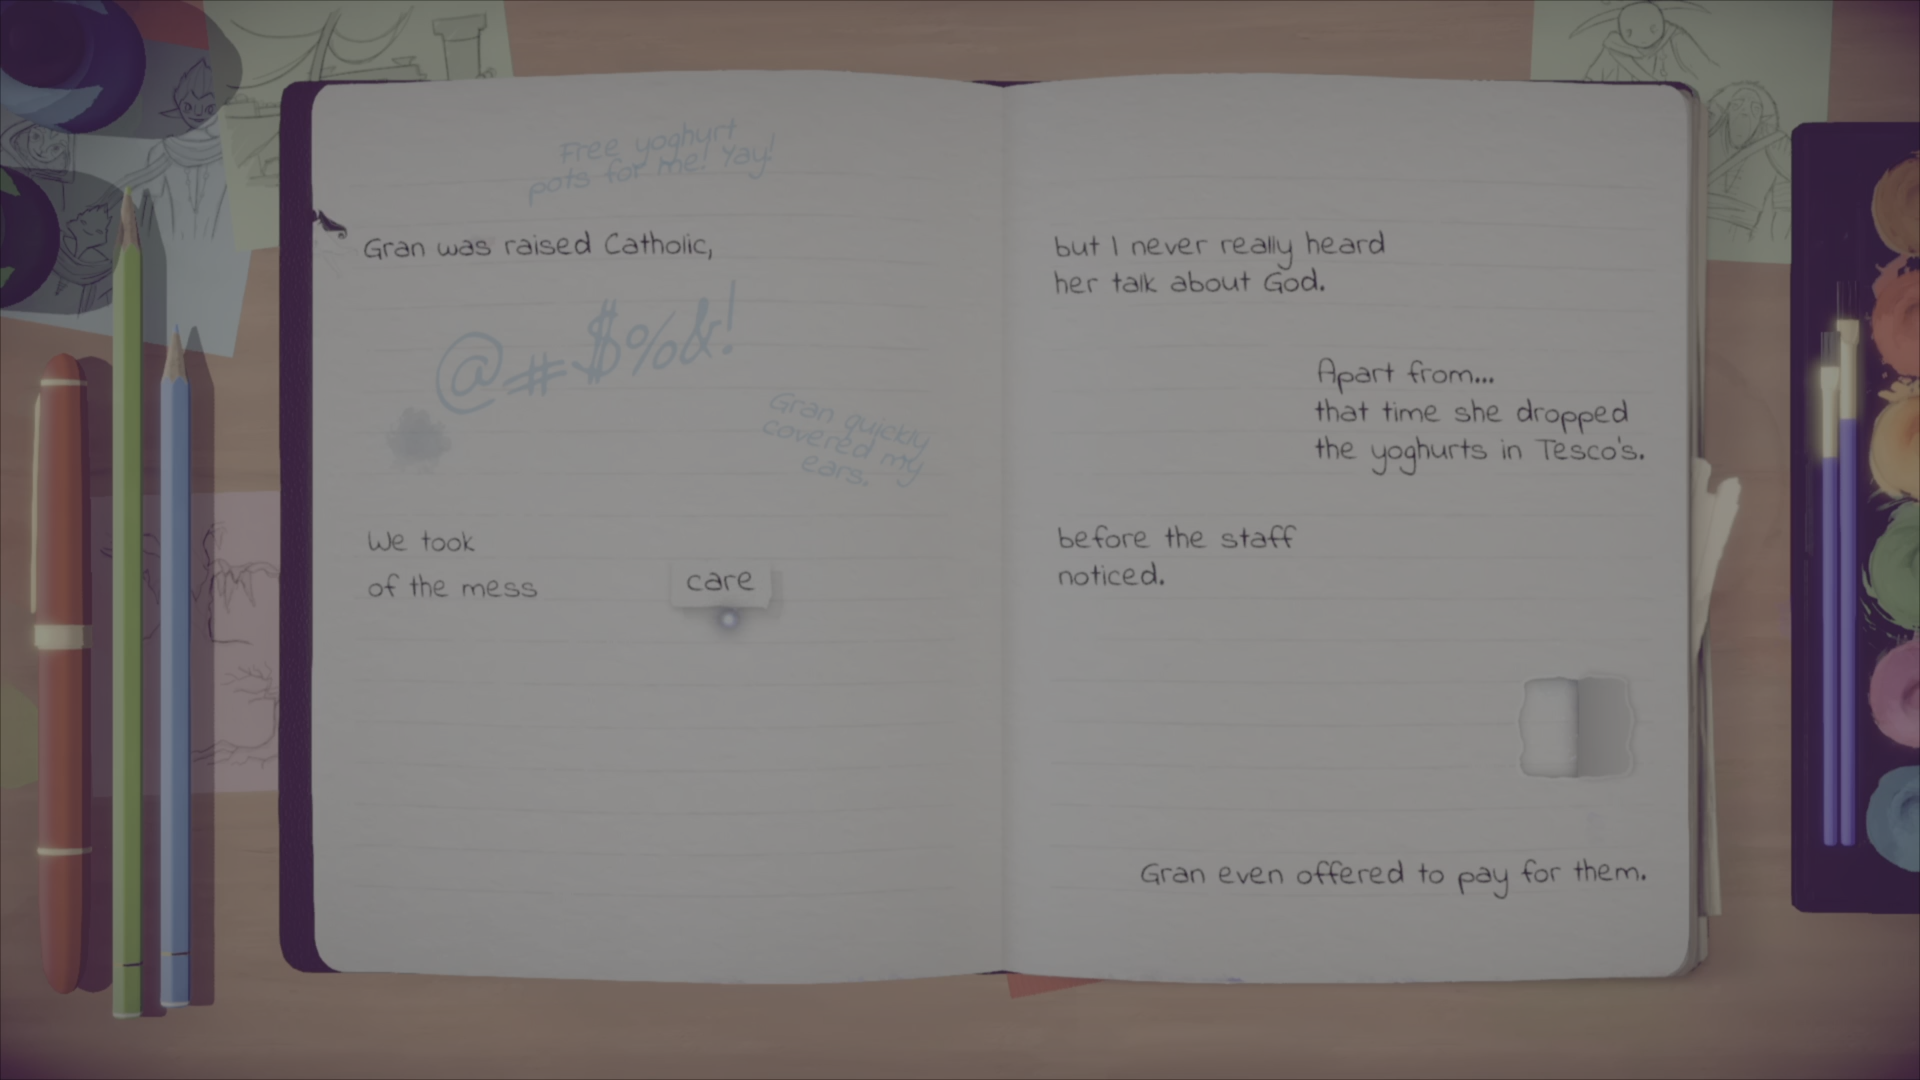 Free yoghurt
pots for me! Yay!
Gran was raised Catholic,
@#$%&!
Gran quickly
covered my
ears.
We took
of the mess
care
but I never really heard
her talk about God.
Apart from...
that time she dropped
the yoghurts in Tesco's.
before the staff
noticed.
Gran even offered to pay for them.